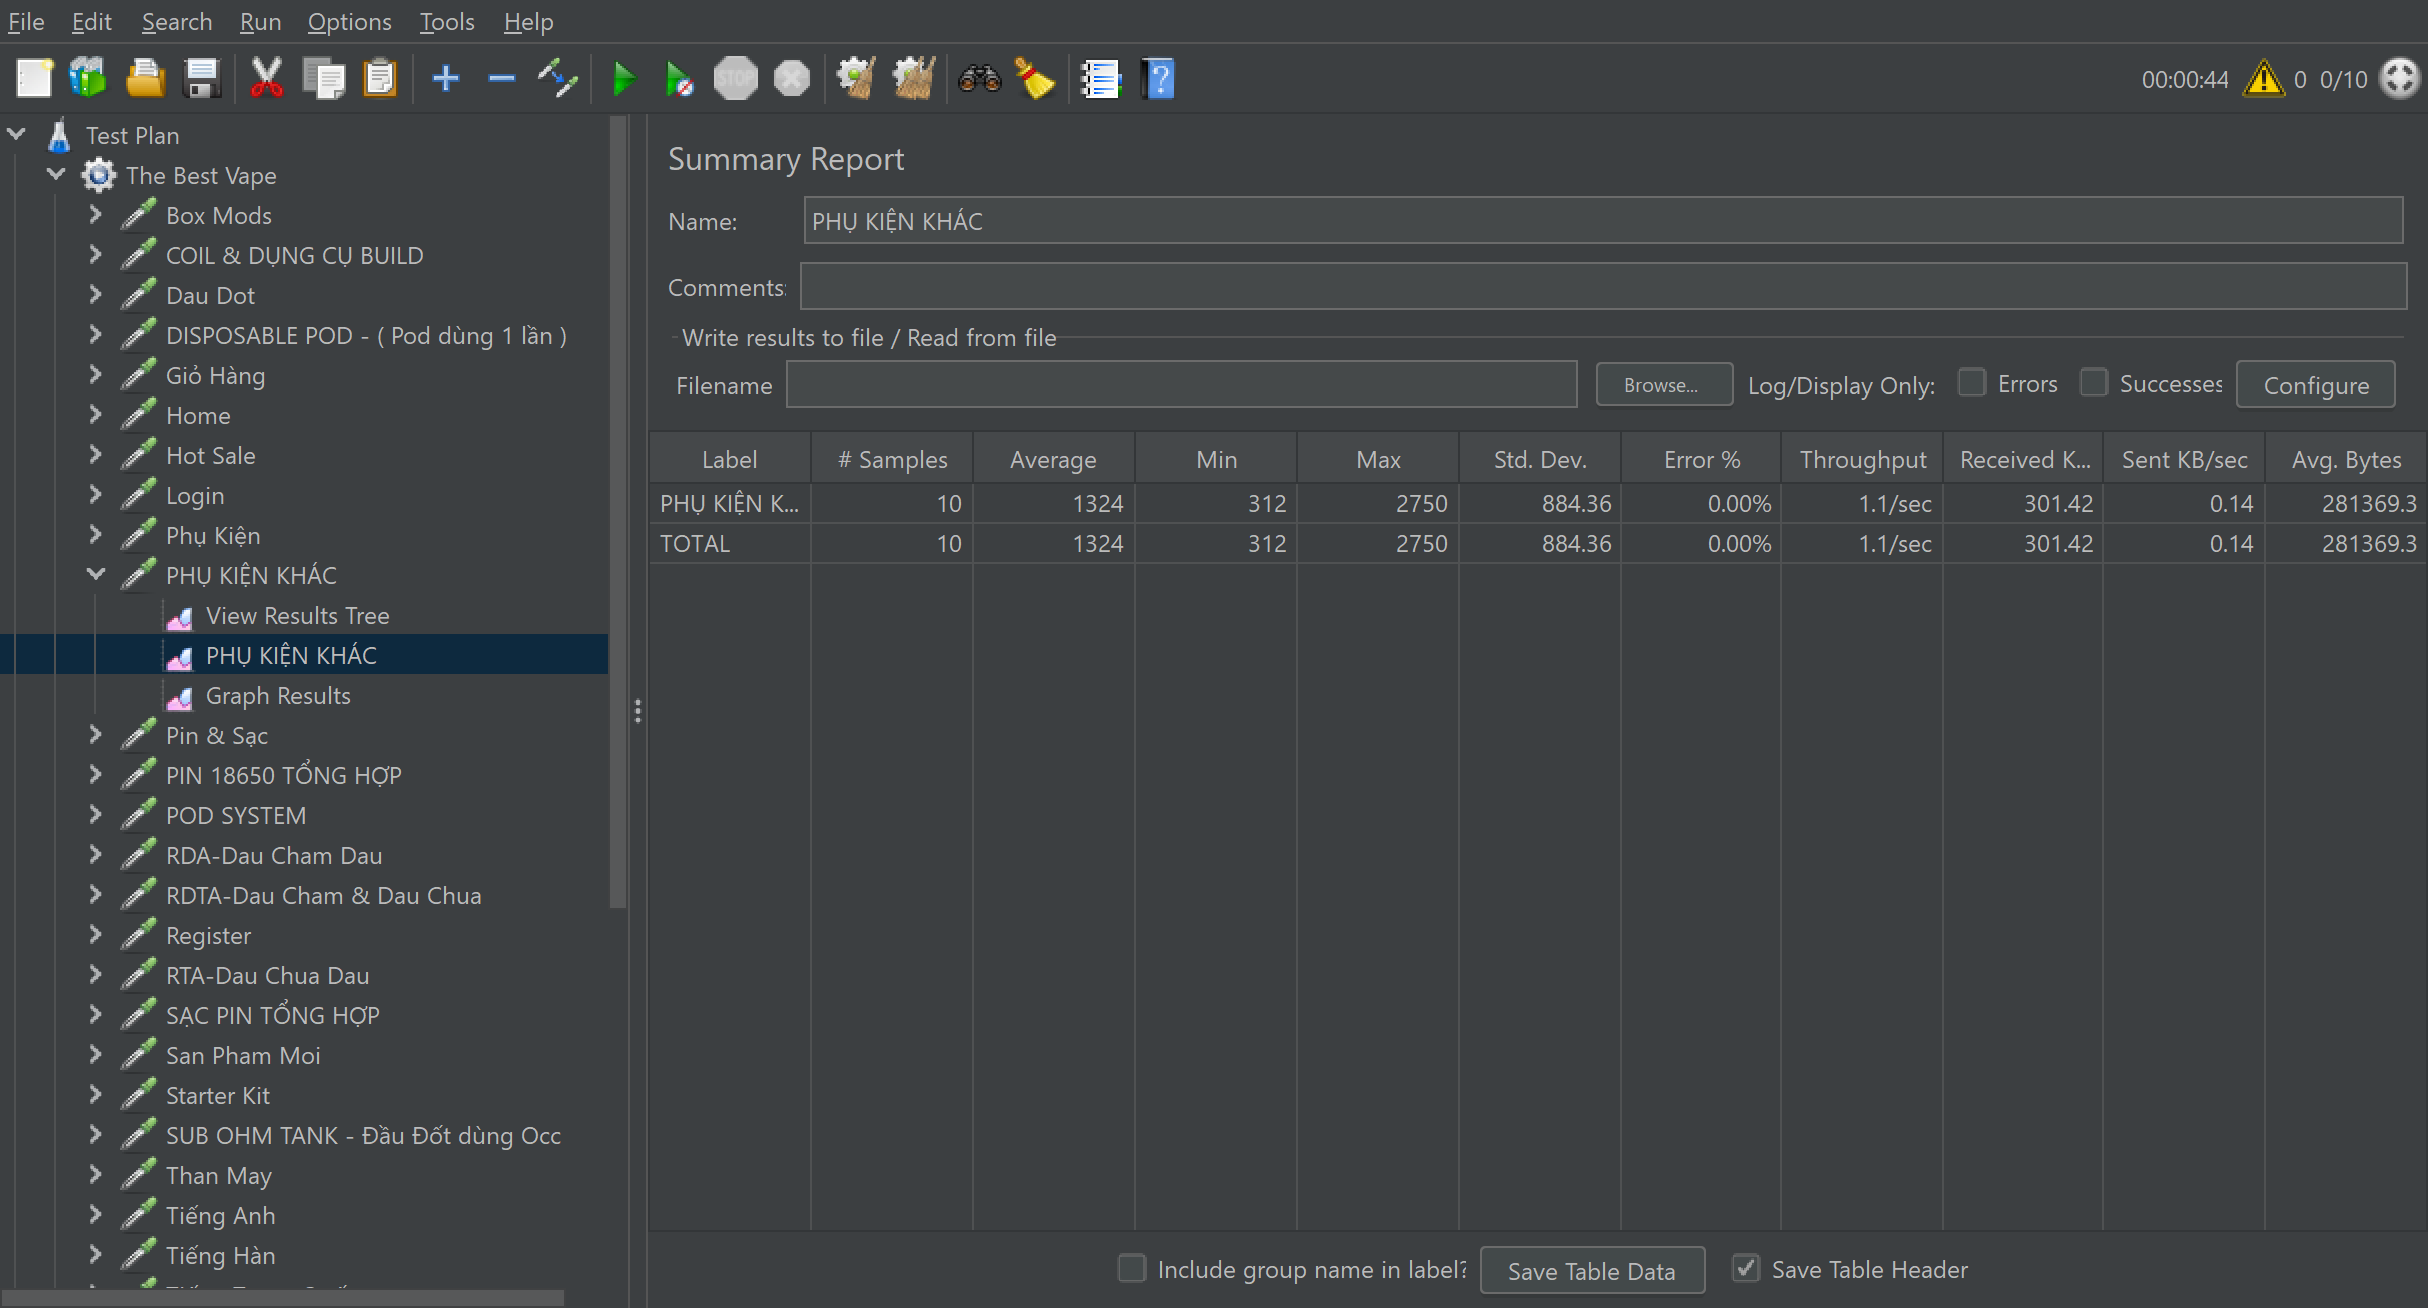 File Edit Search Run Options Tools Help
STOP
00:00:44 0 0/10
Test Plan
The Best Vape
Box Mods
COIL & DỤNG CỤ BUILD
Dau Dot
DISPOSABLE POD - ( Pod dùng 1 lần )
Giỏ Hàng
Home
Hot Sale
Login
Phụ Kiện
PHỤ KIỆN KHÁC
View Results Tree
PHỤ KIỆN KHÁC
Graph Results
Pin & Sạc
PIN 18650 TỔNG HỢP
POD SYSTEM
RDA-Dau Cham Dau
RDTA-Dau Cham & Dau Chua
Register
RTA-Dau Chua Dau
SẠC PIN TỔNG HỢP
San Pham Moi
Starter Kit
SUB OHM TANK - Đầu Đốt dùng Occ
Than May
Tiếng Anh
Tiếng Hàn
Summary Report
Name: PHỤ KIỆN KHÁC
Comments:
Write results to file / Read from file
Filename Browse... Log/Display Only: Errors Successes Configure
Label # Samples Average Min Max Std. Dev. Error % Throughput Received K... Sent KB/sec Avg. Bytes
PHỤ KIỆN K... 10 1324 312 2750 884.36 0.00% 1.1/sec 301.42 0.14 281369.3
TOTAL 10 1324 312 2750 884.36 0.00% 1.1/sec 301.42 0.14 281369.3
Include group name in label? Save Table Data Save Table Header